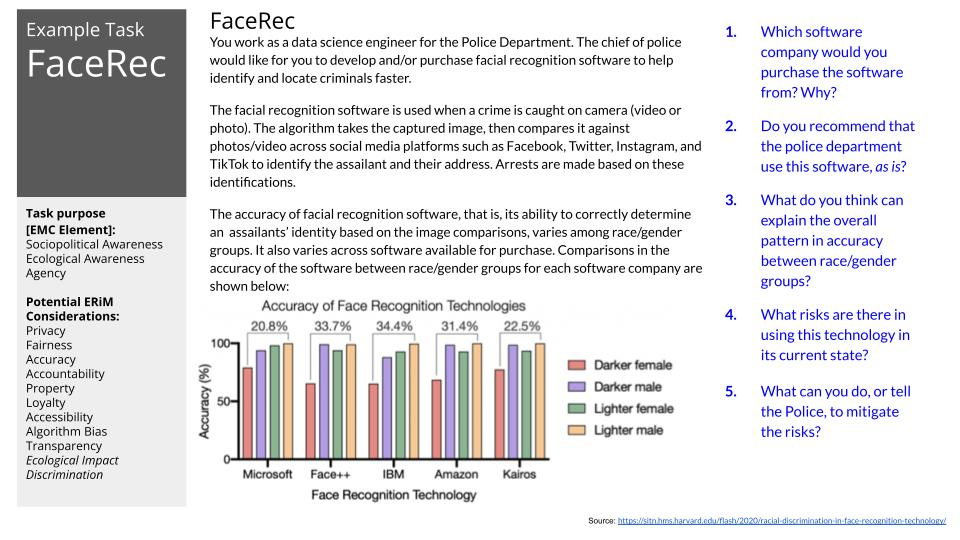 Example Task
FaceRec
Task purpose
[EMC Element]:
Sociopolitical Awareness
Ecological Awareness
Agency
Potential ERiM
Considerations:
Privacy
Fairness
Accuracy
Accountability
Property
Loyalty
Accessibility
Algorithm Bias
Transparency
Ecological Impact
Discrimination
FaceRec
You work as a data science engineer for the Police Department. The chief of police
would like for you to develop and/or purchase facial recognition software to help
identify and locate criminals faster.
The facial recognition software is used when a crime is caught on camera (video or
photo). The algorithm takes the captured image, then compares it against
photos/video across social media platforms such as Facebook, Twitter, Instagram, and
TikTok to identify the assailant and their address. Arrests are made based on these
identifications.
The accuracy of facial recognition software, that is, its ability to correctly determine
an assailants' identity based on the image comparisons, varies among race/gender
groups. It also varies across software available for purchase. Comparisons in the
accuracy of the software between race/gender groups for each software company are
shown below:
Accuracy of Face Recognition Technologies
20.8% 33.7% 34.4% 31.4% 22.5%
100
50
0
Accuracy (%)
Microsoft Face++ IBM Amazon Kairos
Face Recognition Technology
Darker female
Darker male
Lighter female
Lighter male
1. Which software
company would you
purchase the software
from? Why?
2. Do you recommend that
the police department
use this software, as is?
3. What do you think can
explain the overall
pattern in accuracy
between race/gender
groups?
4. What risks are there in
using this technology in
its current state?
5. What can you do, or tell
the Police, to mitigate
the risks?
Source: https://sitn.hms.harvard.edu/flash/2020/racial-discrimination-in-face-recognition-technology/